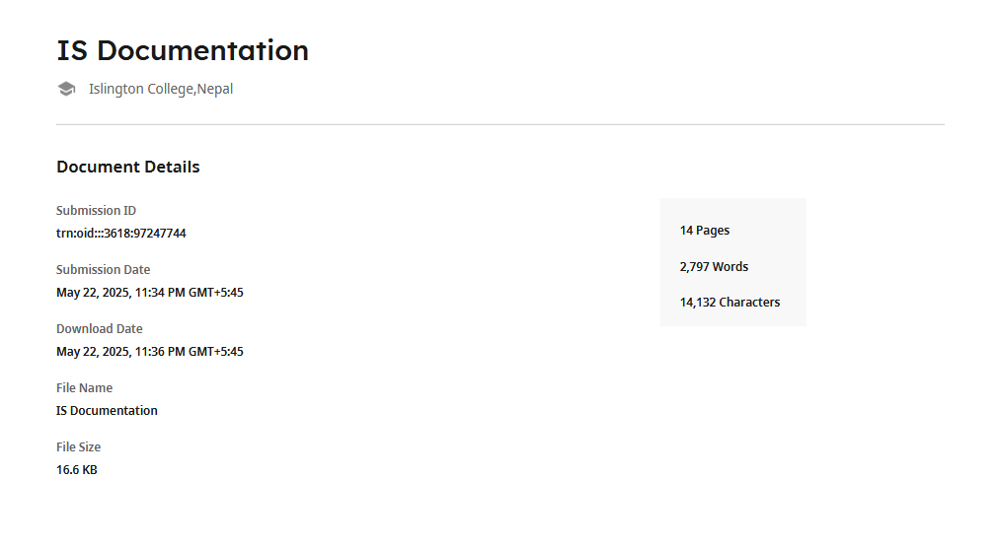 IS Documentation
Islington College,Nepal
Document Details
Submission ID
trn:oid:::3618:97247744
Submission Date
May 22, 2025, 11:34 PM GMT+5:45
Download Date
May 22, 2025, 11:36 PM GMT+5:45
File Name
IS Documentation
File Size
16.6 KB
14 Pages
2,797 Words
14,132 Characters